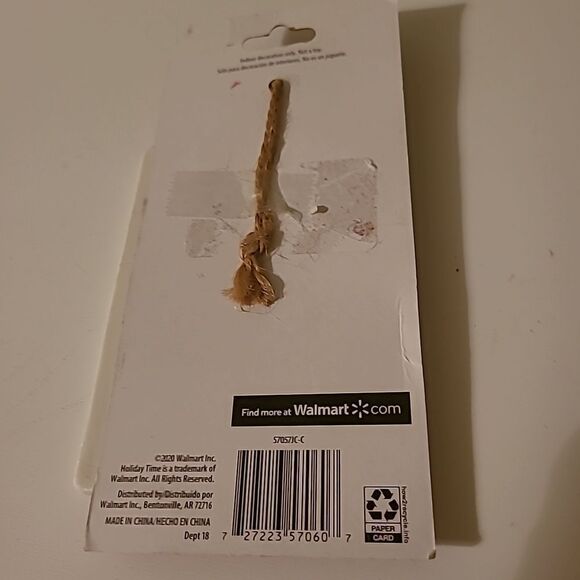 Indoor decoration only. Not a toy.
Sólo para decoración de interiores. No es un juguete.
Find more at Walmart com
57057JC-C
©2020 Walmart Inc.
Holiday Time is a trademark of
Walmart Inc. All Rights Reserved.
Distributed by/Distribuido por
Walmart Inc., Bentonville, AR 72716
MADE IN CHINA/HECHO EN CHINA
Dept 18
7 27223 57060 7
PAPER
CARD
how2recycle.info